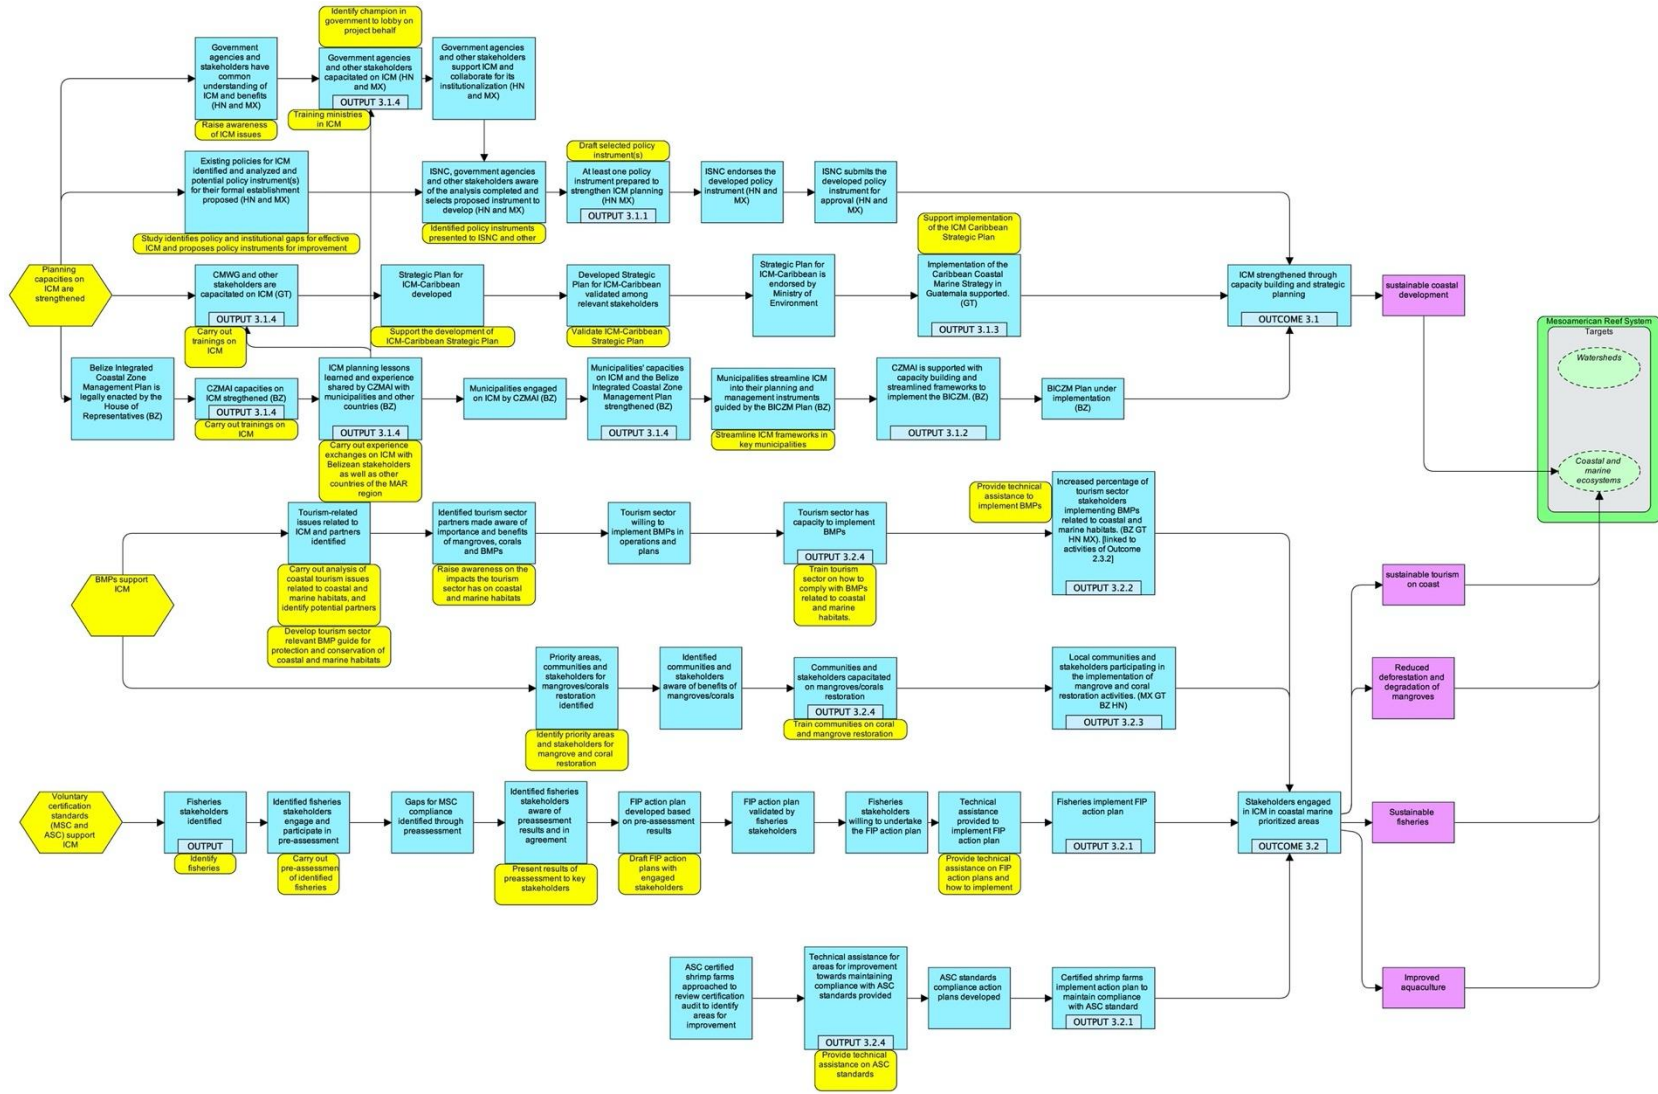 Identify champion in
government to lobby on
project behalf
Government
agencies and
stakeholders have
common
understanding of
ICM and benefits
(HN and MX)
Raise awareness
of ICM issues
Government agencies
and other stakeholders
capacitated on ICM (HN
and MX)
OUTPUT 3.1.4
Training ministries
in ICM
Government agencies
and other stakeholders
support ICM and
collaborate for its
institutionalization (HN
and MX)
Existing policies for ICM
identified and analyzed and
potential policy instrument(s)
for their formal establishment
proposed (HN and MX)
Study identifies policy and institutional gaps for effective
ICM and proposes policy instruments for improvement
ISNC, government agencies
and other stakeholders aware
of the analysis completed and
selects proposed instrument to
develop (HN and MX)
Identified policy instruments
presented to ISNC and other
Draft selected policy
instrument(s)
At least one policy
instrument prepared to
strengthen ICM planning
(HN MX)
OUTPUT 3.1.1
ISNC endorses the
developed policy
instrument (HN and
MX)
ISNC submits the
developed policy
instrument for
approval (HN and
MX)
Planning
capacities on
ICM are
strengthened
CMWG and other
stakeholders are
capacitated on ICM (GT)
OUTPUT 3.1.4
Carry out
trainings on
ICM
Strategic Plan for
ICM-Caribbean
developed
Support the development of
ICM-Caribbean Strategic Plan
Developed Strategic
Plan for ICM-Caribbean
validated among
relevant stakeholders
Validate ICM-Caribbean
Strategic Plan
Strategic Plan for
ICM-Caribbean is
endorsed by
Ministry of
Environment
Support implementation
of the ICM Caribbean
Strategic Plan
Implementation of the
Caribbean Coastal
Marine Strategy in
Guatemala supported.
(GT)
OUTPUT 3.1.3
ICM strengthened through
capacity building and strategic
planning
OUTCOME 3.1
sustainable coastal
development
Mesoamerican Reef System
Targets
Watersheds
Coastal and
marine
ecosystems
Belize Integrated
Coastal Zone
Management Plan is
legally enacted by the
House of
Representatives (BZ)
CZMAI capacities on
ICM stregthened (BZ)
OUTPUT 3.1.4
Carry out trainings on
ICM
ICM planning lessons
learned and experience
shared by CZMAI with
municipalities and other
countries (BZ)
OUTPUT 3.1.4
Carry out experience
exchanges on ICM with
Belizean stakeholders
as well as other
countries of the MAR
region
Municipalities engaged
on ICM by CZMAI (BZ)
Municipalities' capacities
on ICM and the Belize
Integrated Coastal Zone
Management Plan
strengthened (BZ)
OUTPUT 3.1.4
Municipalities streamline ICM
into their planning and
management instruments
guided by the BICZM Plan (BZ)
Streamline ICM frameworks in
key municipalities
CZMAI is supported with
capacity building and
streamlined frameworks to
implement the BICZM. (BZ)
OUTPUT 3.1.2
BICZM Plan under
implementation
(BZ)
BMPs support
ICM
Tourism-related
issues related to
ICM and partners
identified
Carry out analysis of
coastal tourism issues
related to coastal and
marine habitats, and
identify potential partners
Develop tourism sector
relevant BMP guide for
protection and conservation of
coastal and marine habitats
Identified tourism sector
partners made aware of
importance and benefits
of mangroves, corals
and BMPs
Raise awareness on the
impacts the tourism
sector has on coastal
and marine habitats
Tourism sector
willing to
implement BMPs in
operations and
plans
Tourism sector has
capacity to implement
BMPs
OUTPUT 3.2.4
Train tourism
sector on how to
comply with BMPs
related to coastal
and marine
habitats.
Provide technical
assistance to
implement BMPs
Increased percentage of
tourism sector
stakeholders
implementing BMPs
related to coastal and
marine habitats. (BZ GT
HN MX). [linked to
activities of Outcome
2.3.2]
OUTPUT 3.2.2
sustainable tourism
on coast
Priority areas,
communities and
stakeholders for
mangroves/corals
restoration
identified
Identify priority areas
and stakeholders for
mangrove and coral
restoration
Identified
communities and
stakeholders
aware of benefits of
mangroves/corals
Communities and
stakeholders capacitated
on mangroves/corals
restoration
OUTPUT 3.2.4
Train communities on coral
and mangrove restoration
Local communities and
stakeholders participating in
the implementation of
mangrove and coral
restoration activities. (MX GT
BZ HN)
OUTPUT 3.2.3
Reduced
deforestation and
degradation of
mangroves
Voluntary
certification
standards
(MSC and
ASC) support
ICM
Fisheries
stakeholders
identified
OUTPUT
Identify
fisheries
Identified fisheries
stakeholders
engage and
participate in
pre-assessment
Carry out
pre-assessmen
of identified
fisheries
Gaps for MSC
compliance
identified through
preassessment
Identified fisheries
stakeholders
aware of
preassesment
results and in
agreement
Present results of
preassessment to key
stakeholders
FIP action plan
developed based on
pre-assessment
results
Draft FIP action
plans with
engaged
stakeholders
FIP action plan
validated by
fisheries
stakeholders
Fisheries
stakeholders
willing to undertake
the FIP action plan
Technical
assistance
provided to
implement FIP
action plan
Provide technical
assistance on FIP
action plans and
how to implement
Fisheries implement FIP
action plan
OUTPUT 3.2.1
Stakeholders engaged
in ICM in coastal marine
prioritized areas
OUTCOME 3.2
Sustainable
fisheries
ASC certified
shrimp farms
approached to
review certification
audit to identify
areas for
improvement
Technical assistance for
areas for improvement
towards maintaining
compliance with ASC
standards provided
OUTPUT 3.2.4
Provide technical
assistance on ASC
standards
ASC standards
compliance action
plans developed
Certified shrimp farms
implement action plan to
maintain compliance
with ASC standard
OUTPUT 3.2.1
Improved
aquaculture